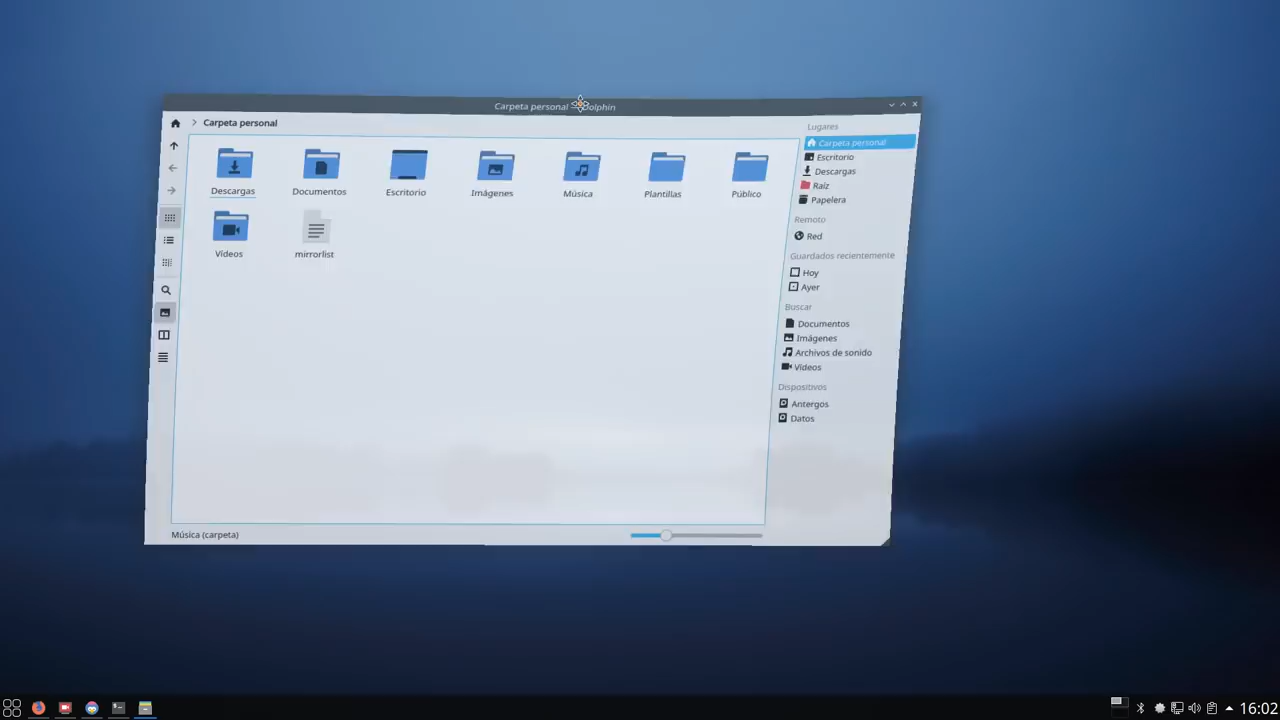 Carpeta personal — Dolphin
Carpeta personal
Descargas
Documentos
Escritorio
Imágenes
Música
Plantillas
Público
Vídeos
mirrorlist
Música (carpeta)
Lugares
Carpeta personal
Escritorio
Descargas
Raíz
Papelera
Remoto
Red
Guardados recientemente
Hoy
Ayer
Buscar
Documentos
Imágenes
Archivos de sonido
Vídeos
Dispositivos
Antergos
Datos
16:02